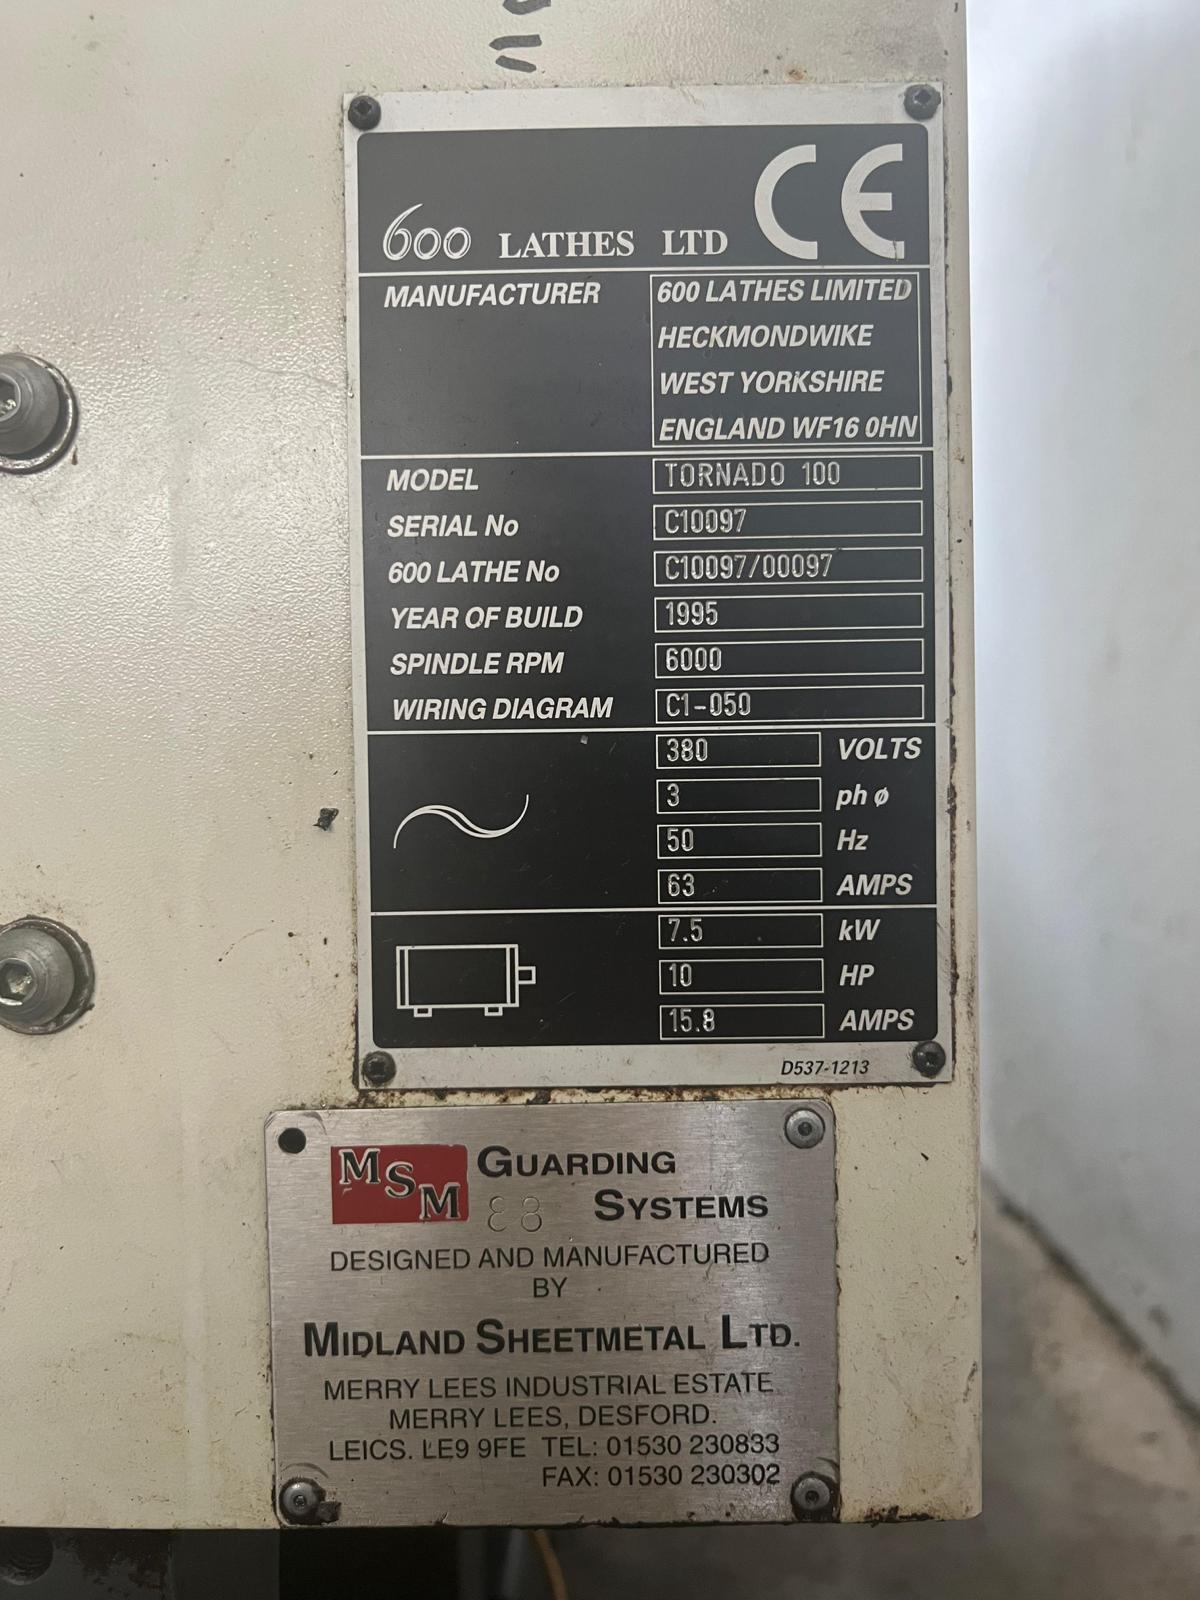 600 LATHES LTD CE
MANUFACTURER 600 LATHES LIMITED
HECKMONDWIKE
WEST YORKSHIRE
ENGLAND WF16 0HN
MODEL TORNADO 100
SERIAL No C10097
600 LATHE No C10097/00097
YEAR OF BUILD 1995
SPINDLE RPM 6000
WIRING DIAGRAM C1-050
380 VOLTS
3 ph ø
50 Hz
63 AMPS
7.5 kW
10 HP
15.8 AMPS
D537-1213
MSM GUARDING
88 SYSTEMS
DESIGNED AND MANUFACTURED
BY
MIDLAND SHEETMETAL LTD.
MERRY LEES INDUSTRIAL ESTATE
MERRY LEES, DESFORD.
LEICS. LE9 9FE TEL: 01530 230833
FAX: 01530 230302